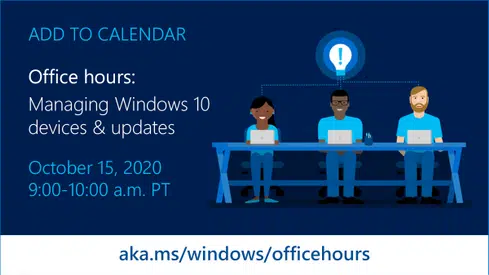 ADD TO CALENDAR
Office hours:
Managing Windows 10
devices & updates
October 15, 2020
9:00-10:00 a.m. PT
aka.ms/windows/officehours